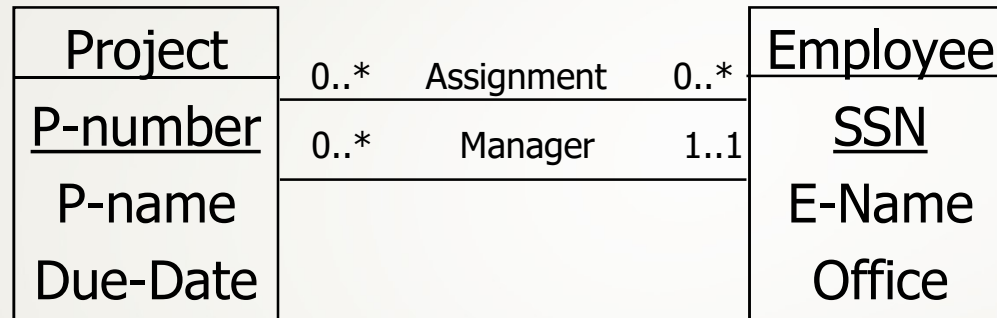 Project
P-number
P-name
Due-Date
0..* Assignment 0..*
0..* Manager 1..1
Employee
SSN
E-Name
Office